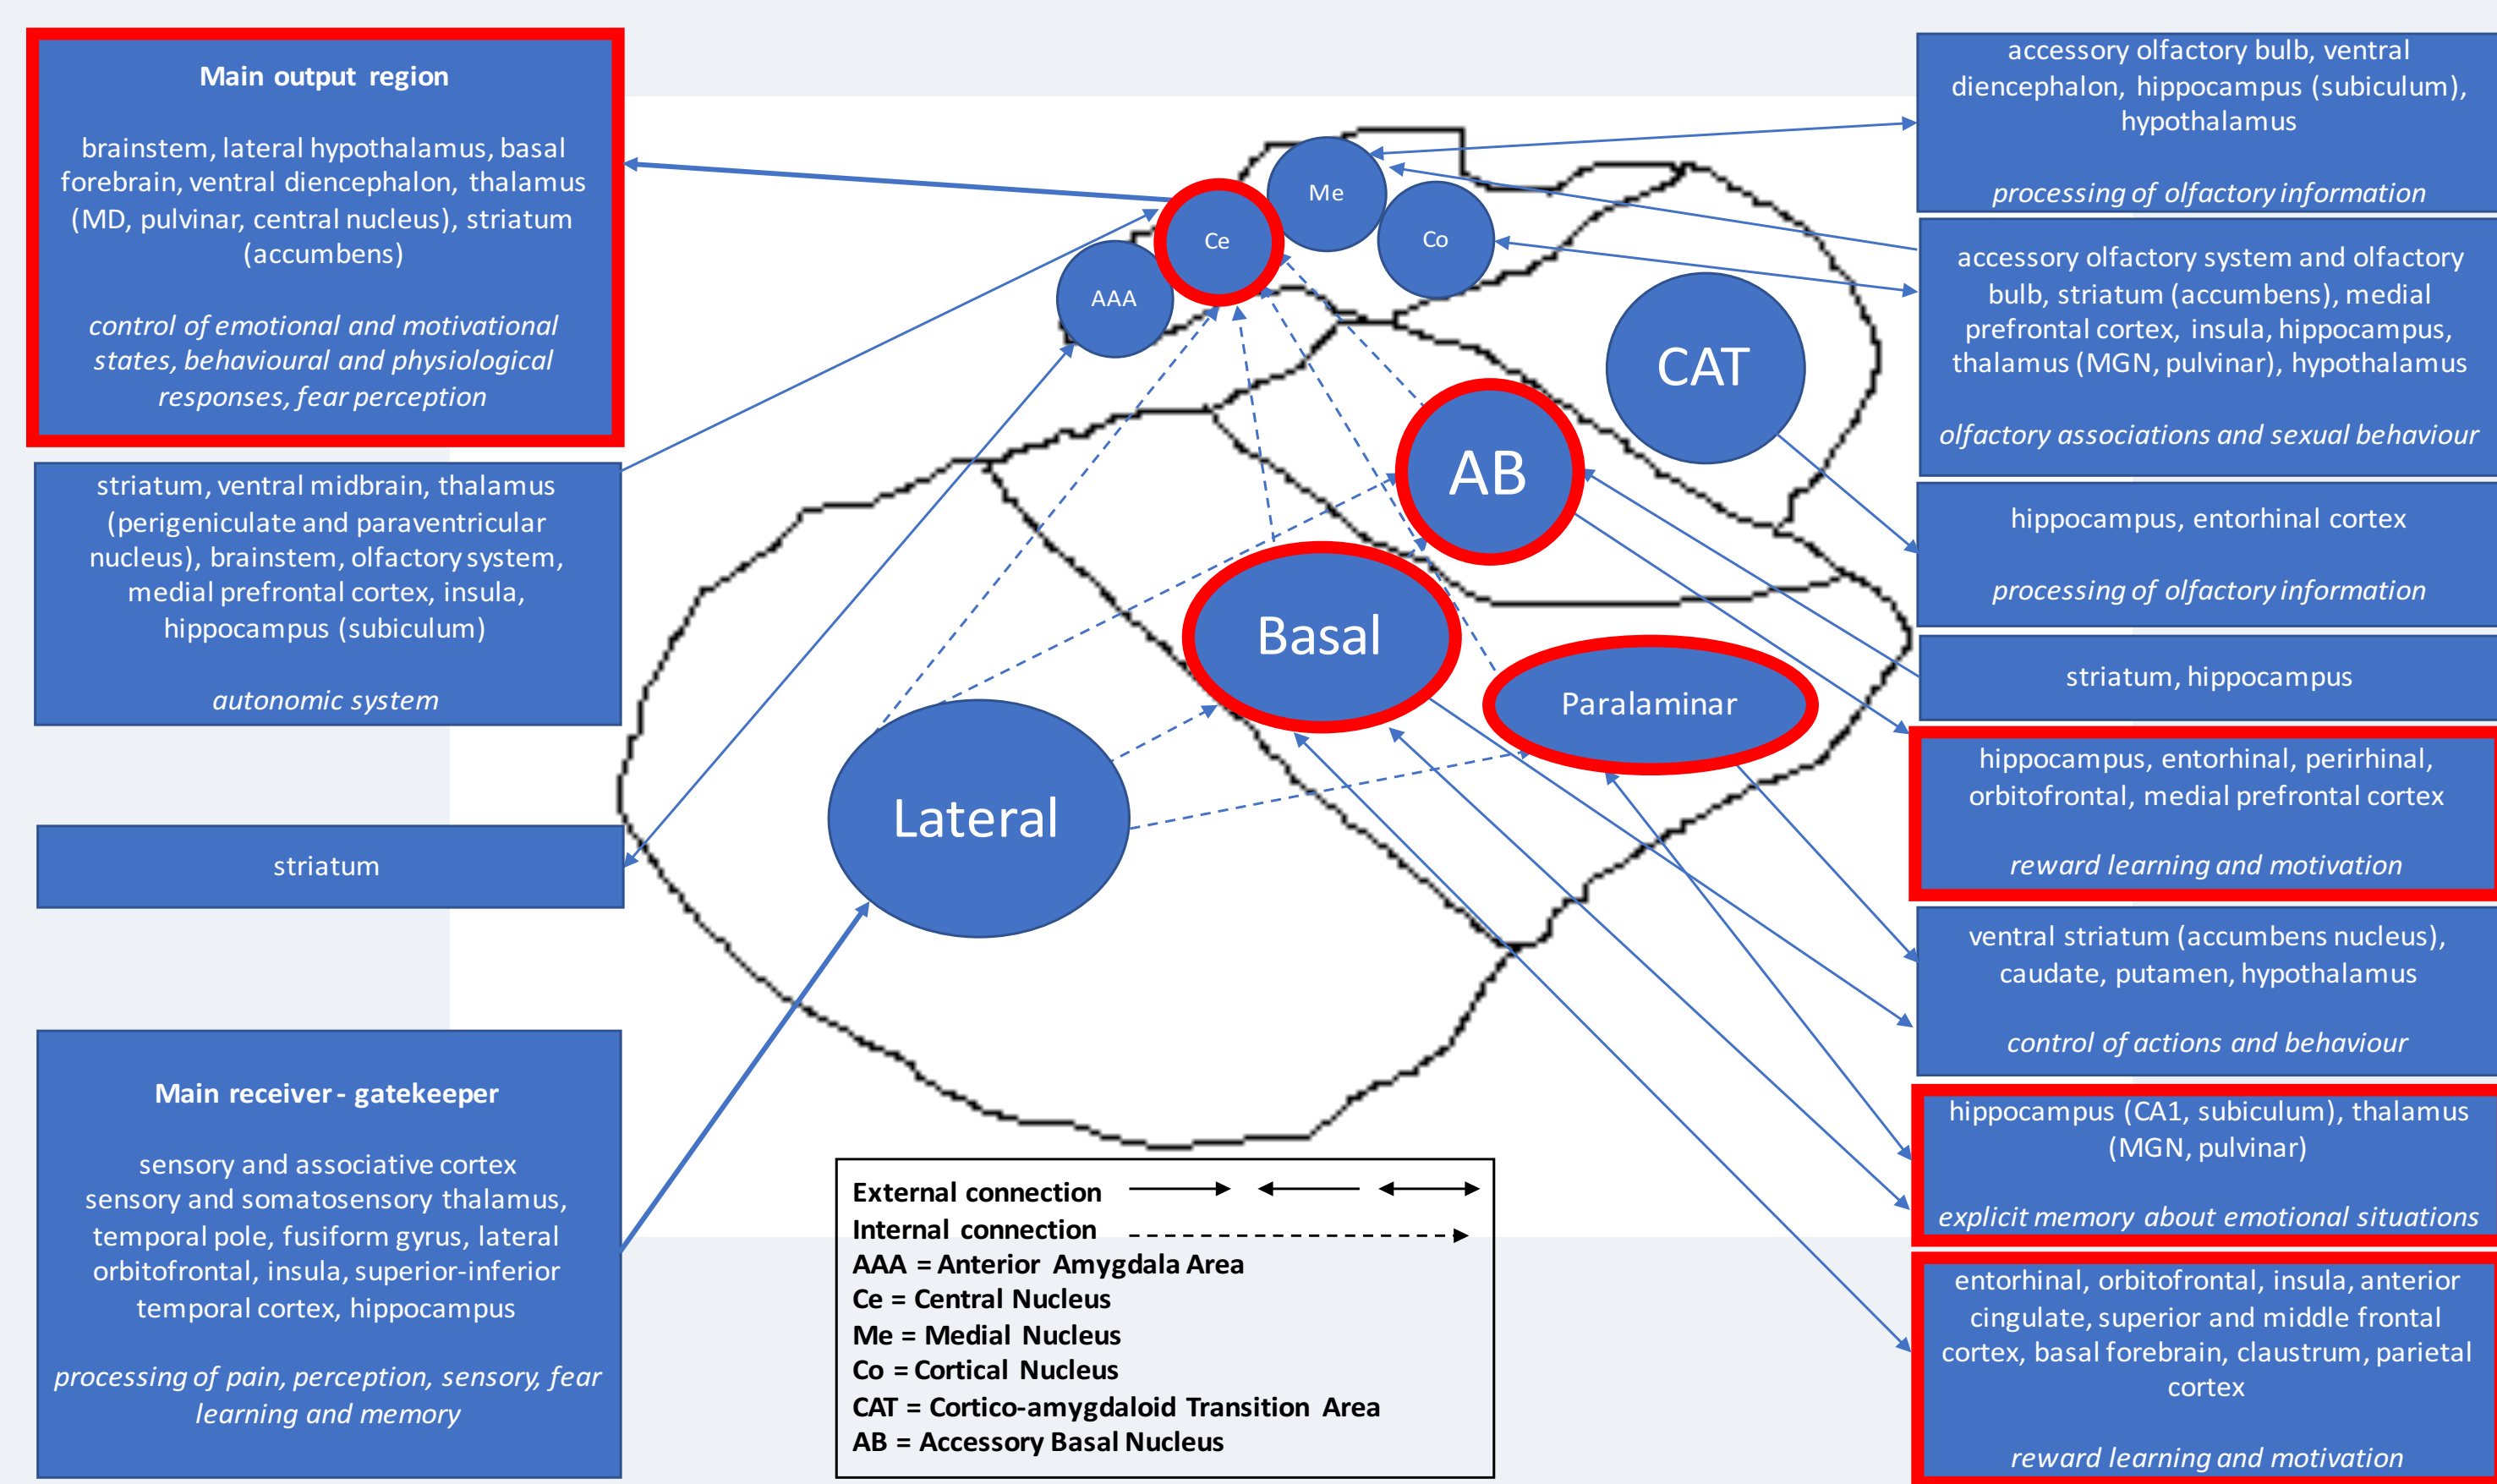 Main output region
brainstem, lateral hypothalamus, basal
forebrain, ventral diencephalon, thalamus
(MD, pulvinar, central nucleus), striatum
(accumbens)
control of emotional and motivational
states, behavioural and physiological
responses, fear perception
striatum, ventral midbrain, thalamus
(perigeniculate and paraventricular
nucleus), brainstem, olfactory system,
medial prefrontal cortex, insula,
hippocampus (subiculum)
autonomic system
striatum
Main receiver - gatekeeper
sensory and associative cortex
sensory and somatosensory thalamus,
temporal pole, fusiform gyrus, lateral
orbitofrontal, insula, superior-inferior
temporal cortex, hippocampus
processing of pain, perception, sensory, fear
learning and memory
Me
Ce
Co
AAA
CAT
AB
Basal
Paralaminar
Lateral
External connection
Internal connection
AAA = Anterior Amygdala Area
Ce = Central Nucleus
Me = Medial Nucleus
Co = Cortical Nucleus
CAT = Cortico-amygdaloid Transition Area
AB = Accessory Basal Nucleus
accessory olfactory bulb, ventral
diencephalon, hippocampus (subiculum),
hypothalamus
processing of olfactory information
accessory olfactory system and olfactory
bulb, striatum (accumbens), medial
prefrontal cortex, insula, hippocampus,
thalamus (MGN, pulvinar), hypothalamus
olfactory associations and sexual behaviour
hippocampus, entorhinal cortex
processing of olfactory information
striatum, hippocampus
hippocampus, entorhinal, perirhinal,
orbitofrontal, medial prefrontal cortex
reward learning and motivation
ventral striatum (accumbens nucleus),
caudate, putamen, hypothalamus
control of actions and behaviour
hippocampus (CA1, subiculum), thalamus
(MGN, pulvinar)
explicit memory about emotional situations
entorhinal, orbitofrontal, insula, anterior
cingulate, superior and middle frontal
cortex, basal forebrain, claustrum, parietal
cortex
reward learning and motivation